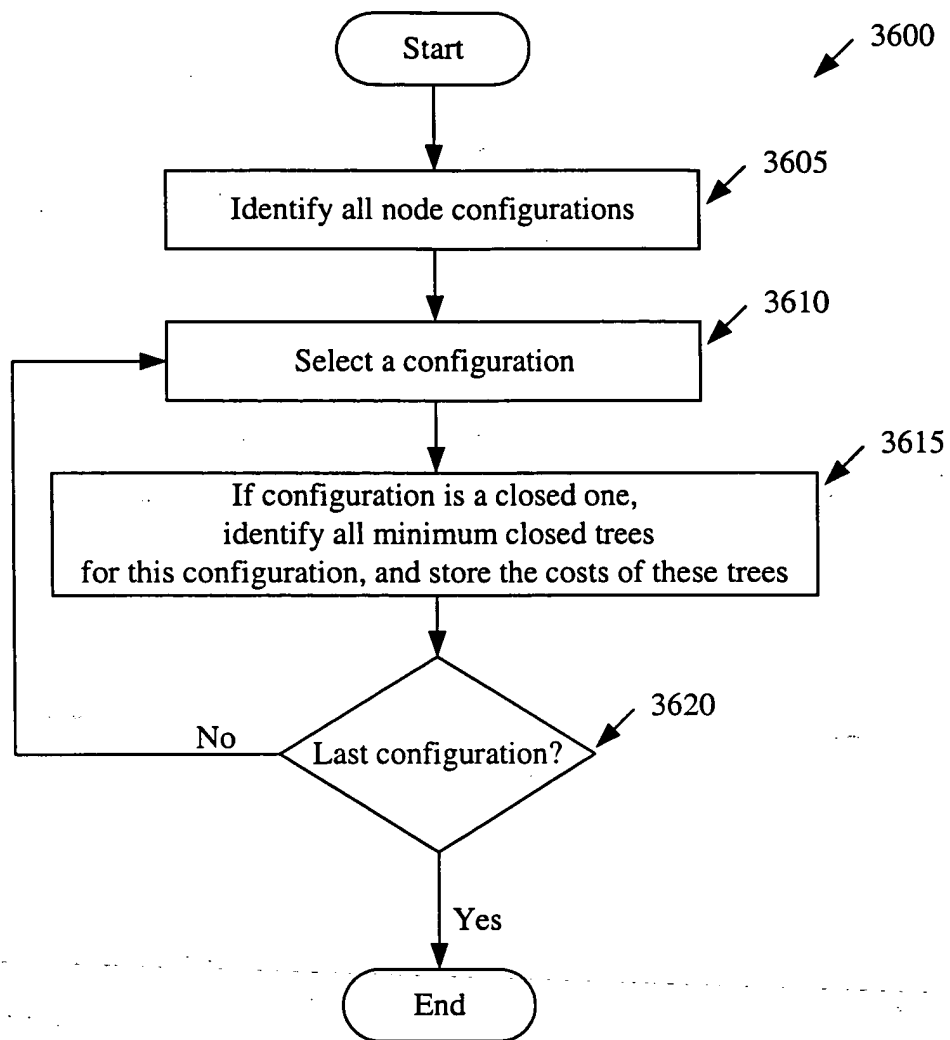 Start
3600
3605
Identify all node configurations
3610
Select a configuration
3615
If configuration is a closed one,
identify all minimum closed trees
for this configuration, and store the costs of these trees
3620
No
Last configuration?
Yes
End